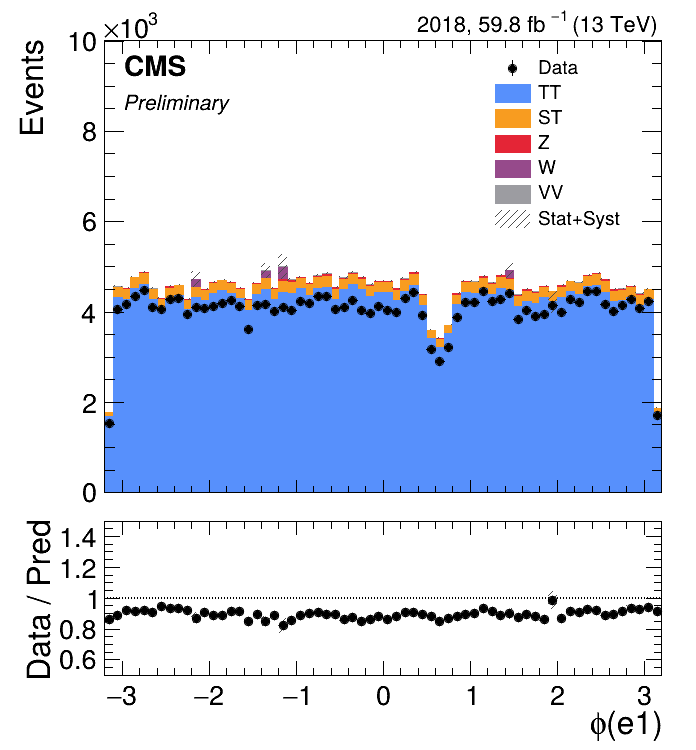 ×10³
2018, 59.8 fb⁻¹ (13 TeV)
Events
10
8
6
4
2
0
CMS
Preliminary
Data
TT
ST
Z
W
VV
Stat+Syst
Data / Pred
1.4
1.2
1
0.8
0.6
−3 −2 −1 0 1 2 3
ϕ(e1)